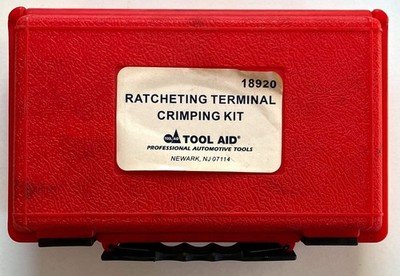 18920
RATCHETING TERMINAL
CRIMPING KIT
TOOL AID®
PROFESSIONAL AUTOMOTIVE TOOLS
NEWARK, NJ 07114